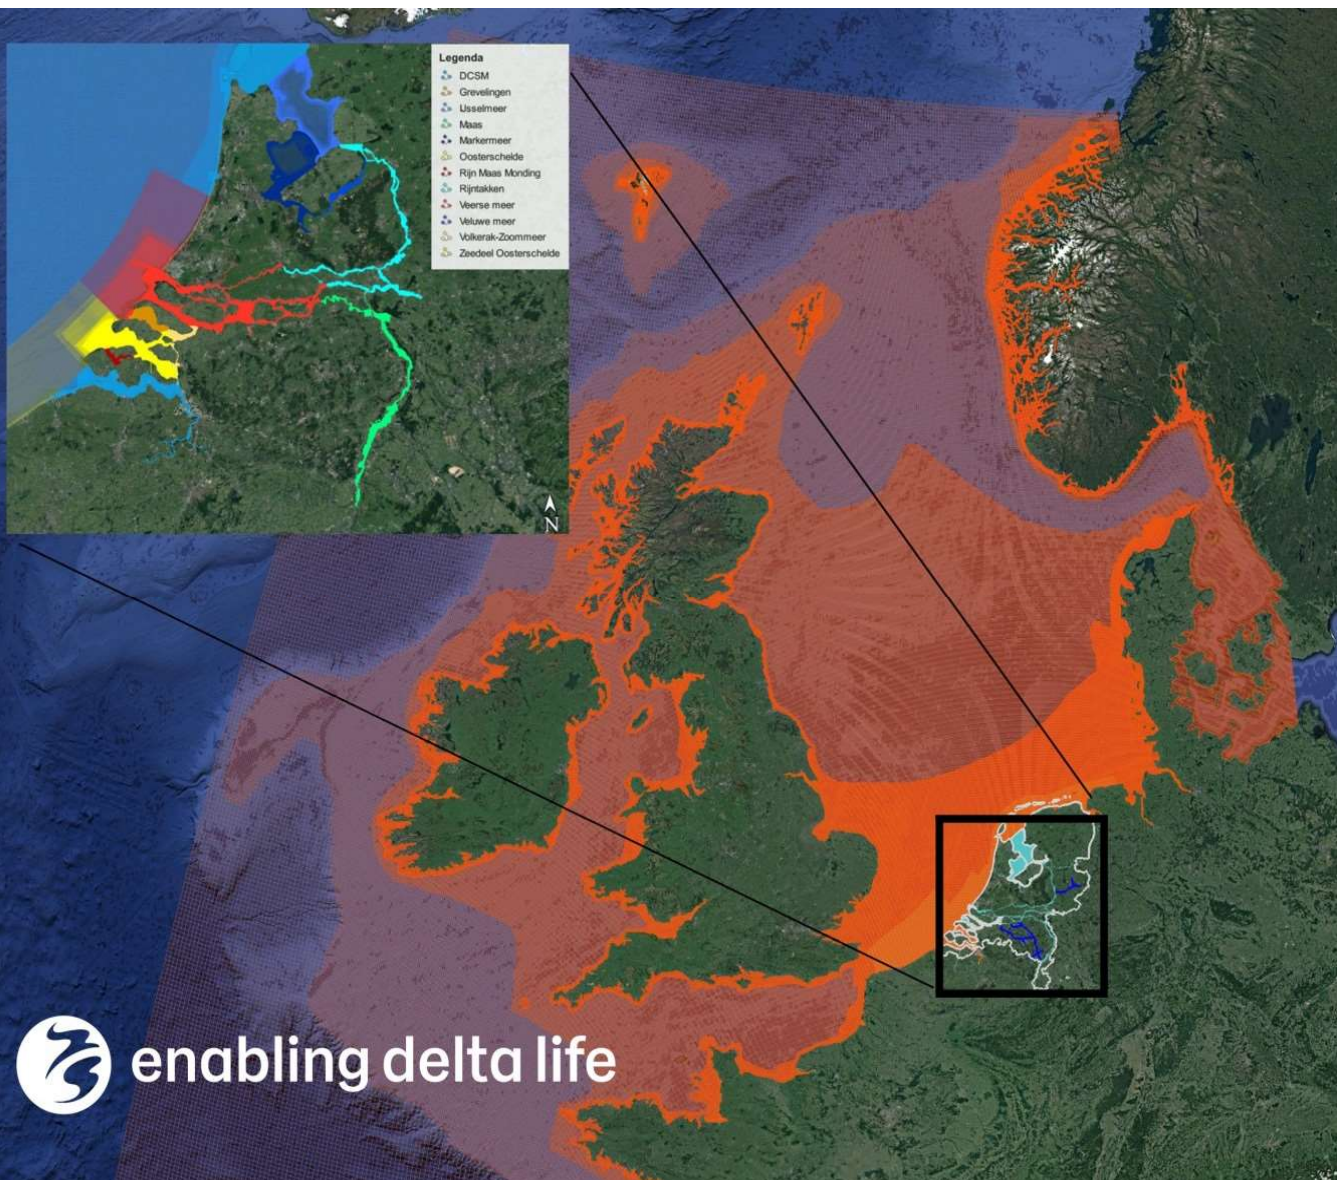 Legenda
DCSM
Grevelingen
IJsselmeer
Maas
Markermeer
Oosterschelde
Rijn Maas Monding
Rijntakken
Veerse meer
Veluwe meer
Volkerak-Zoommeer
Zeedeel Oosterschelde
N
enabling delta life